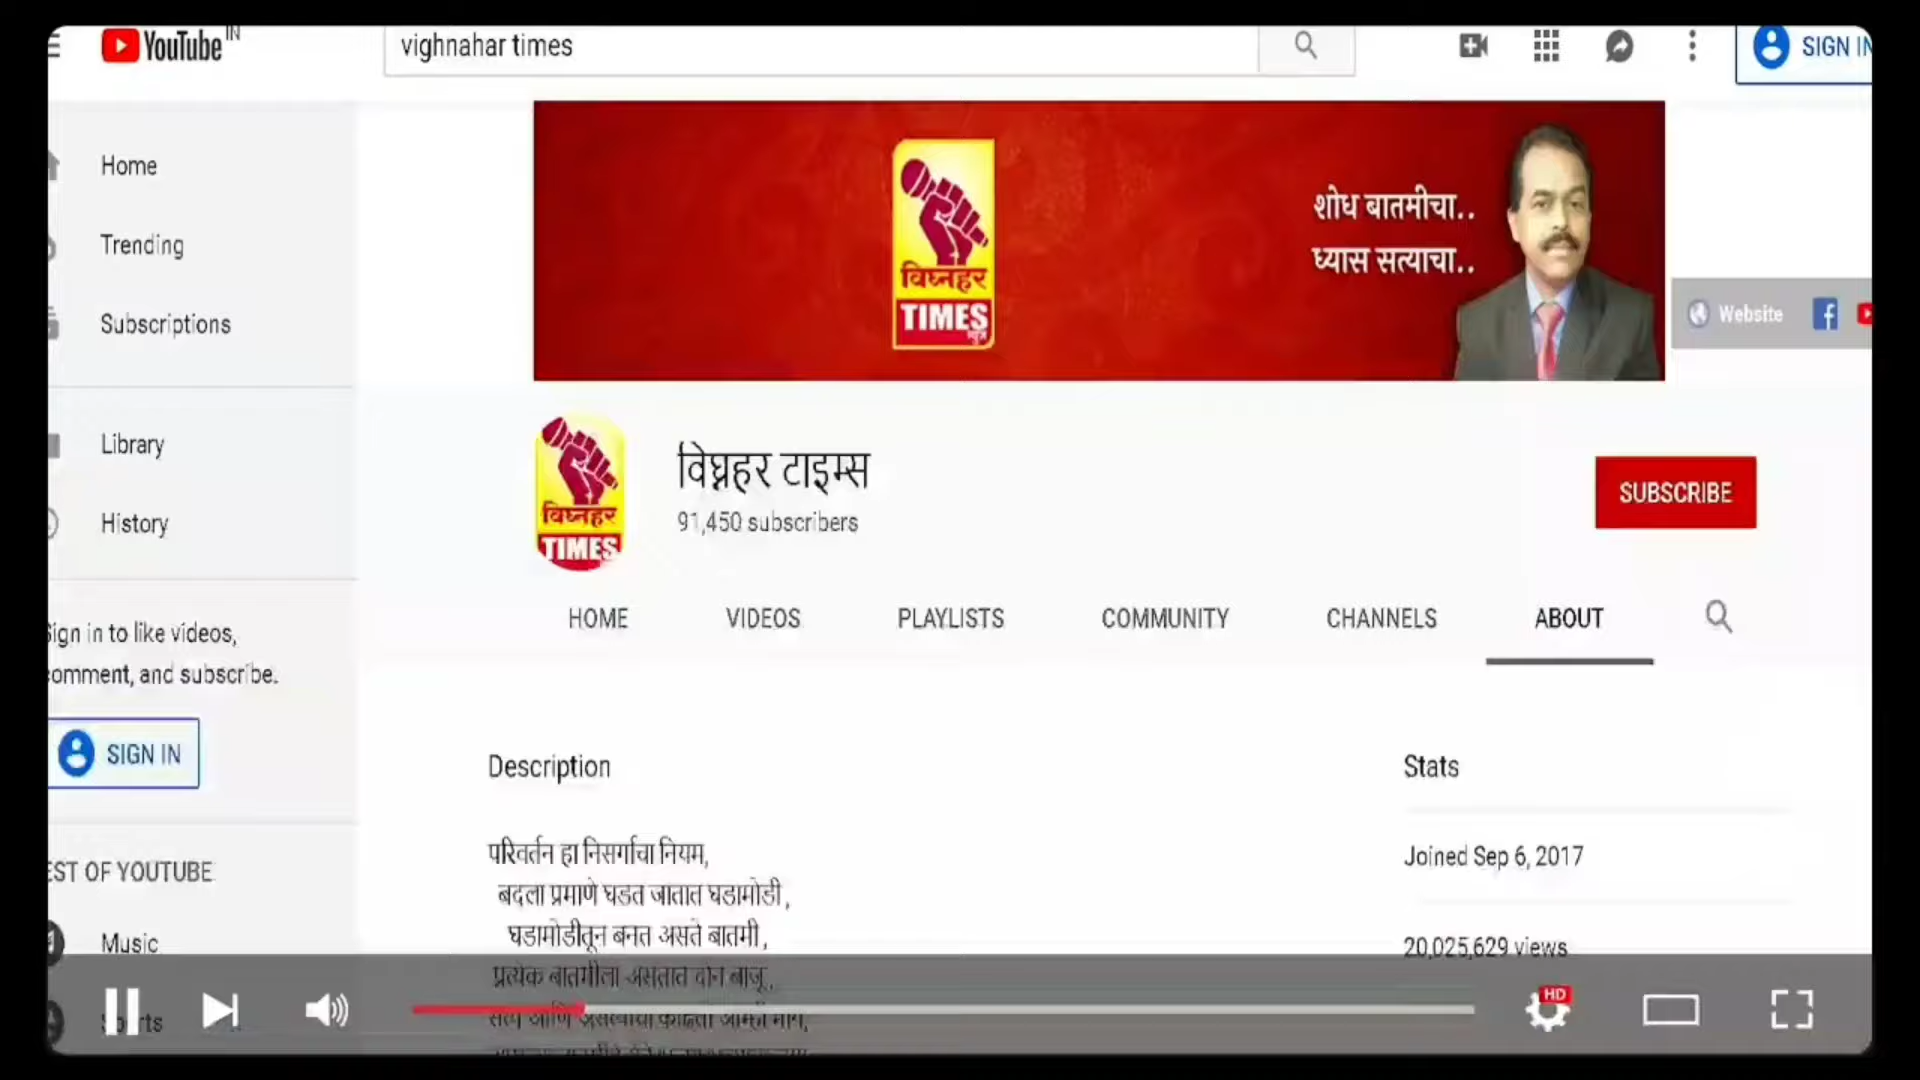 YouTube IN
vighnahar times
SIGN IN
Home
Trending
Subscriptions
Library
History
Sign in to like videos,
comment, and subscribe.
SIGN IN
EST OF YOUTUBE
Music
विघ्नहर
TIMES
न्यूज
शोध बातमीचा..
ध्यास सत्याचा..
Website
विघ्नहर
TIMES
विघ्नहर टाइम्स
91,450 subscribers
SUBSCRIBE
HOME
VIDEOS
PLAYLISTS
COMMUNITY
CHANNELS
ABOUT
Description
परिवर्तन हा निसर्गाचा नियम,
बदला प्रमाणे घडत जातात घडामोडी ,
घडामोडीतून बनत असते बातमी ,
प्रत्येक बातमीला असतात दोन बाजू ,
Stats
Joined Sep 6, 2017
20,025,629 views
HD